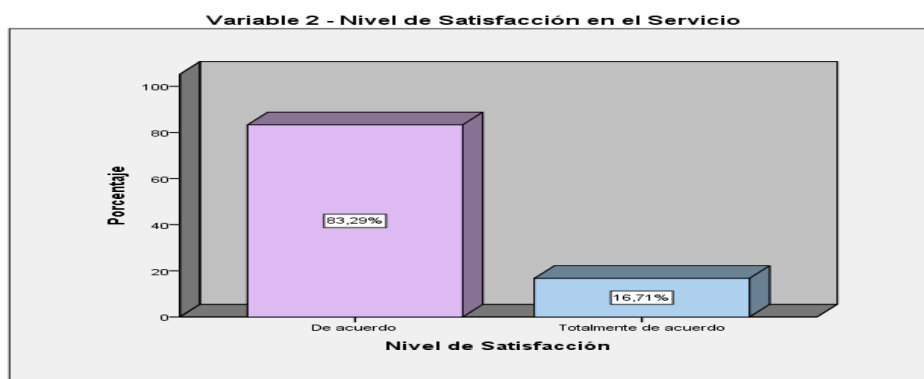 Variable 2 - Nivel de Satisfacción en el Servicio
Porcentaje
100
80
60
40
20
0
83,29%
16,71%
De acuerdo
Totalmente de acuerdo
Nivel de Satisfacción